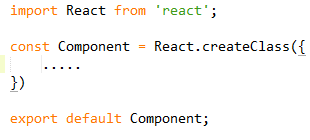 import React from 'react';
const Component = React.createClass({
    .....
})
export default Component;